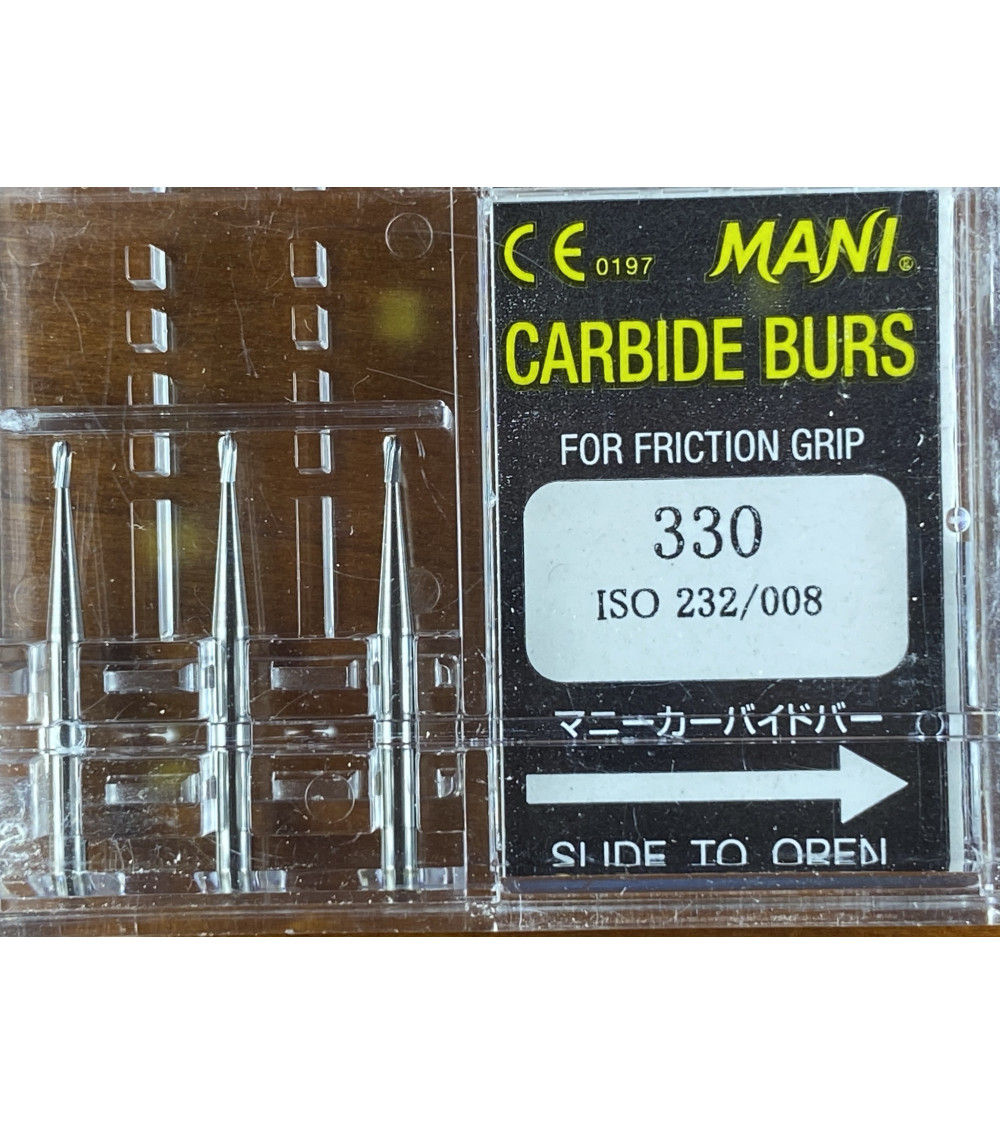 CE 0197 MANI®
CARBIDE BURS
FOR FRICTION GRIP
330
ISO 232/008
マニーカーバイドバー
SLIDE TO OPEN